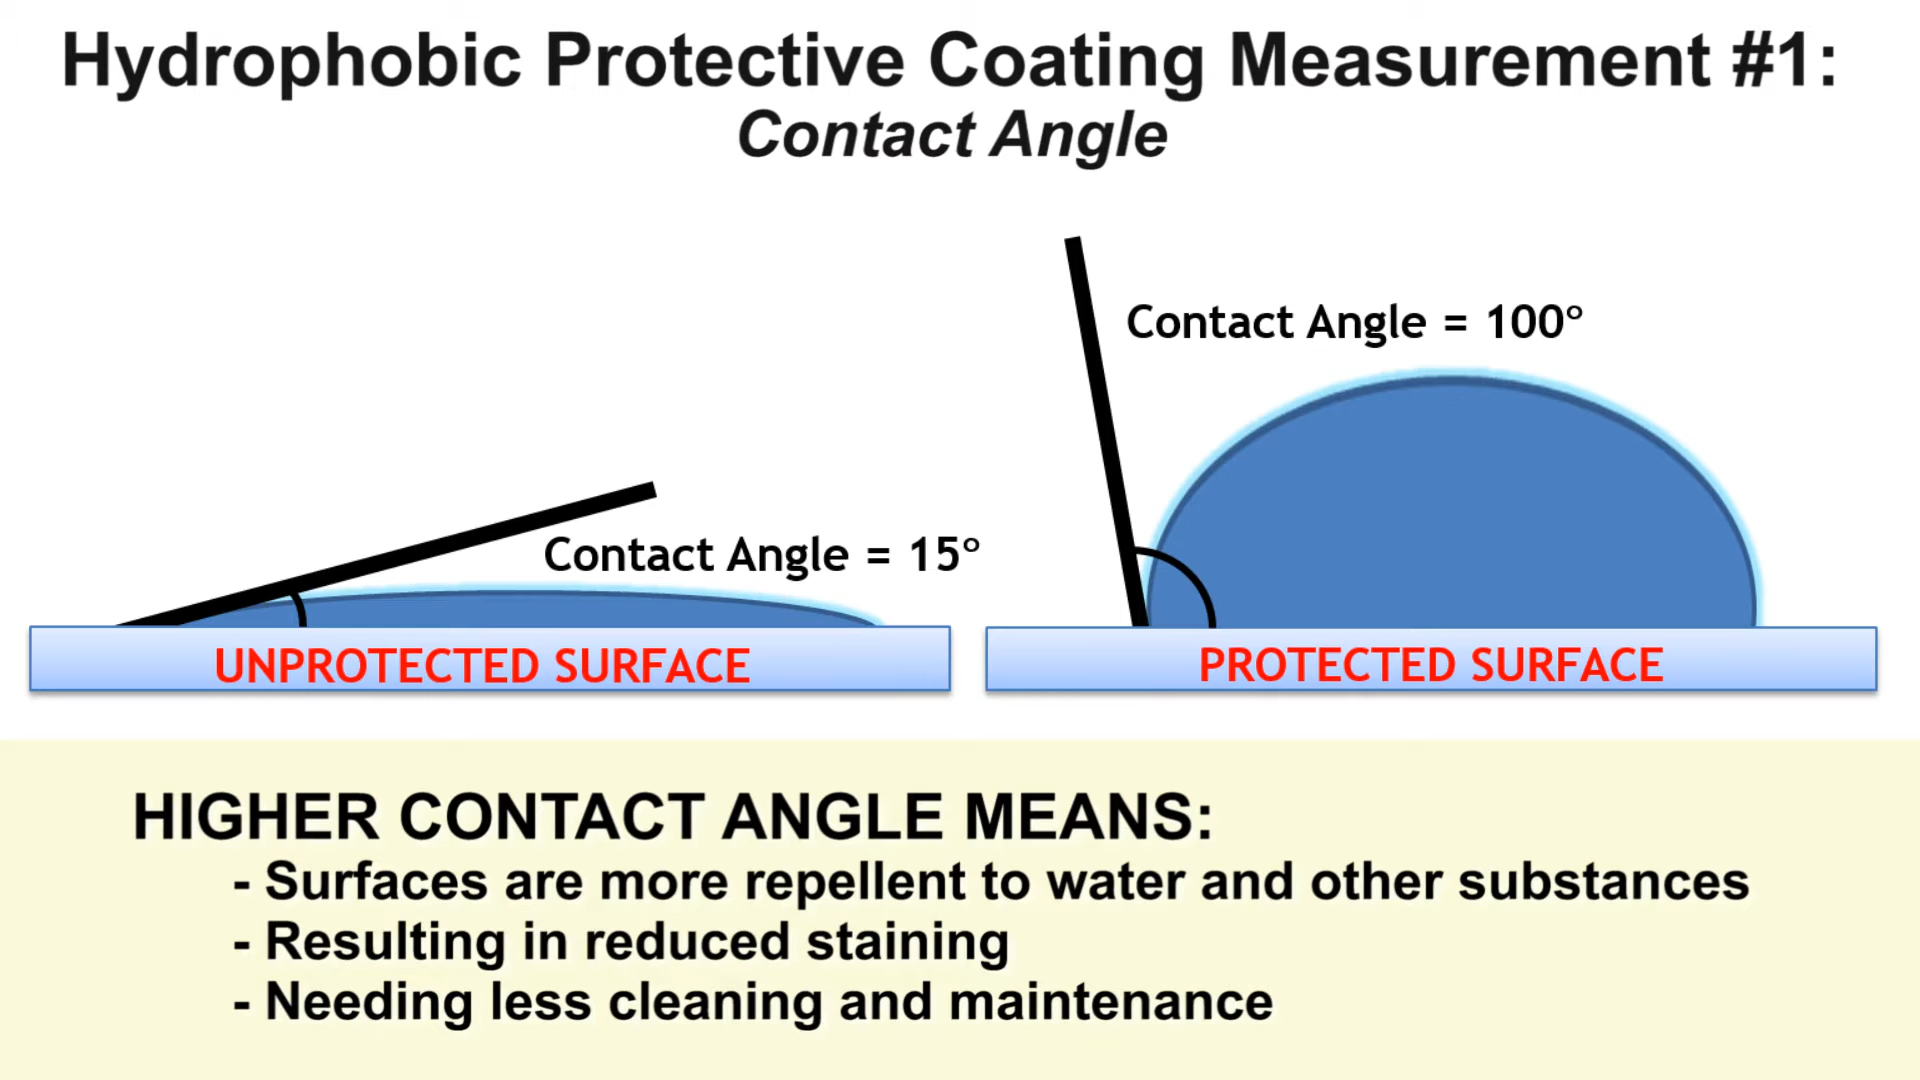 Hydrophobic Protective Coating Measurement #1:
Contact Angle
Contact Angle = 100°
Contact Angle = 15°
UNPROTECTED SURFACE
PROTECTED SURFACE
HIGHER CONTACT ANGLE MEANS:
- Surfaces are more repellent to water and other substances
- Resulting in reduced staining
- Needing less cleaning and maintenance